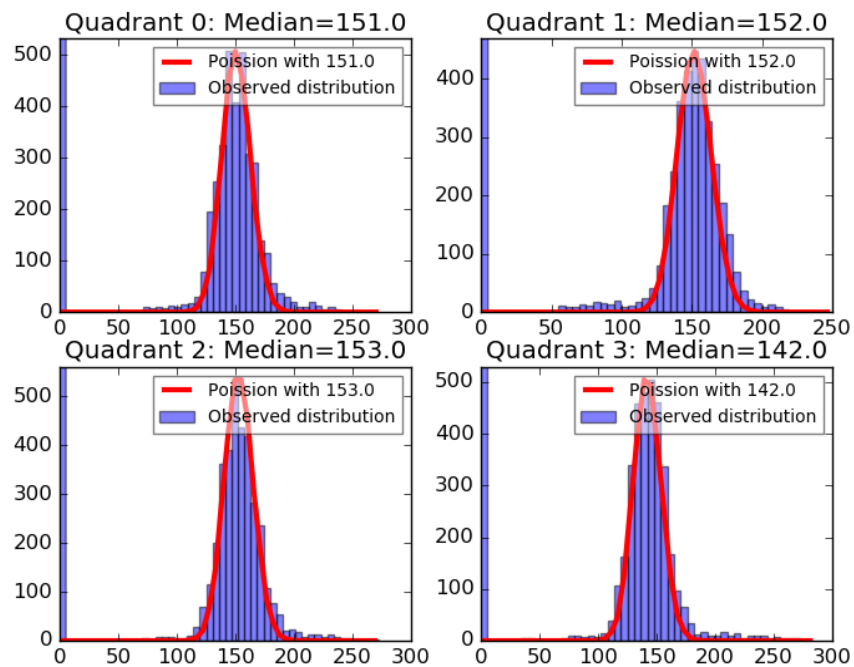 Quadrant 0: Median=151.0
500
400
300
200
100
0
Poission with 151.0
Observed distribution
0 50 100 150 200 250 300
Quadrant 1: Median=152.0
400
300
200
100
0
Poission with 152.0
Observed distribution
0 50 100 150 200 250
Quadrant 2: Median=153.0
500
400
300
200
100
0
Poission with 153.0
Observed distribution
0 50 100 150 200 250 300
Quadrant 3: Median=142.0
500
400
300
200
100
0
Poission with 142.0
Observed distribution
0 50 100 150 200 250 300